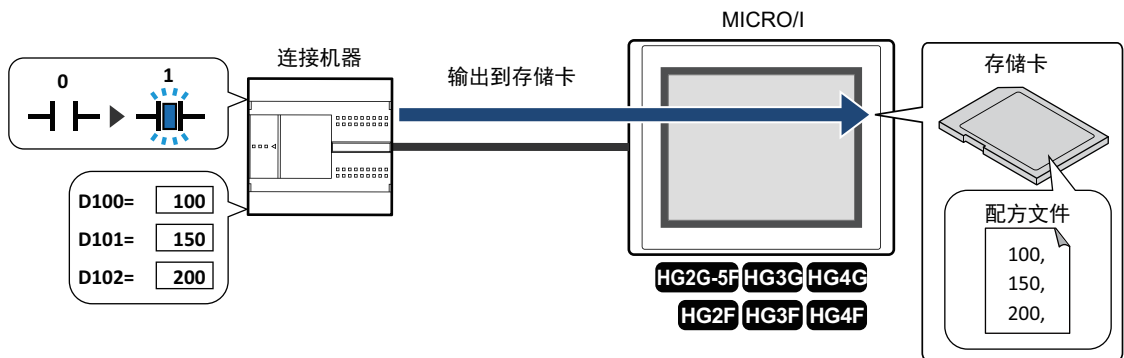 MICRO/I
连接机器
输出到存储卡
存储卡
0 1
D100= 100
D101= 150
D102= 200
配方文件
100,
150,
200,
HG2G-5F HG3G HG4G
HG2F HG3F HG4F